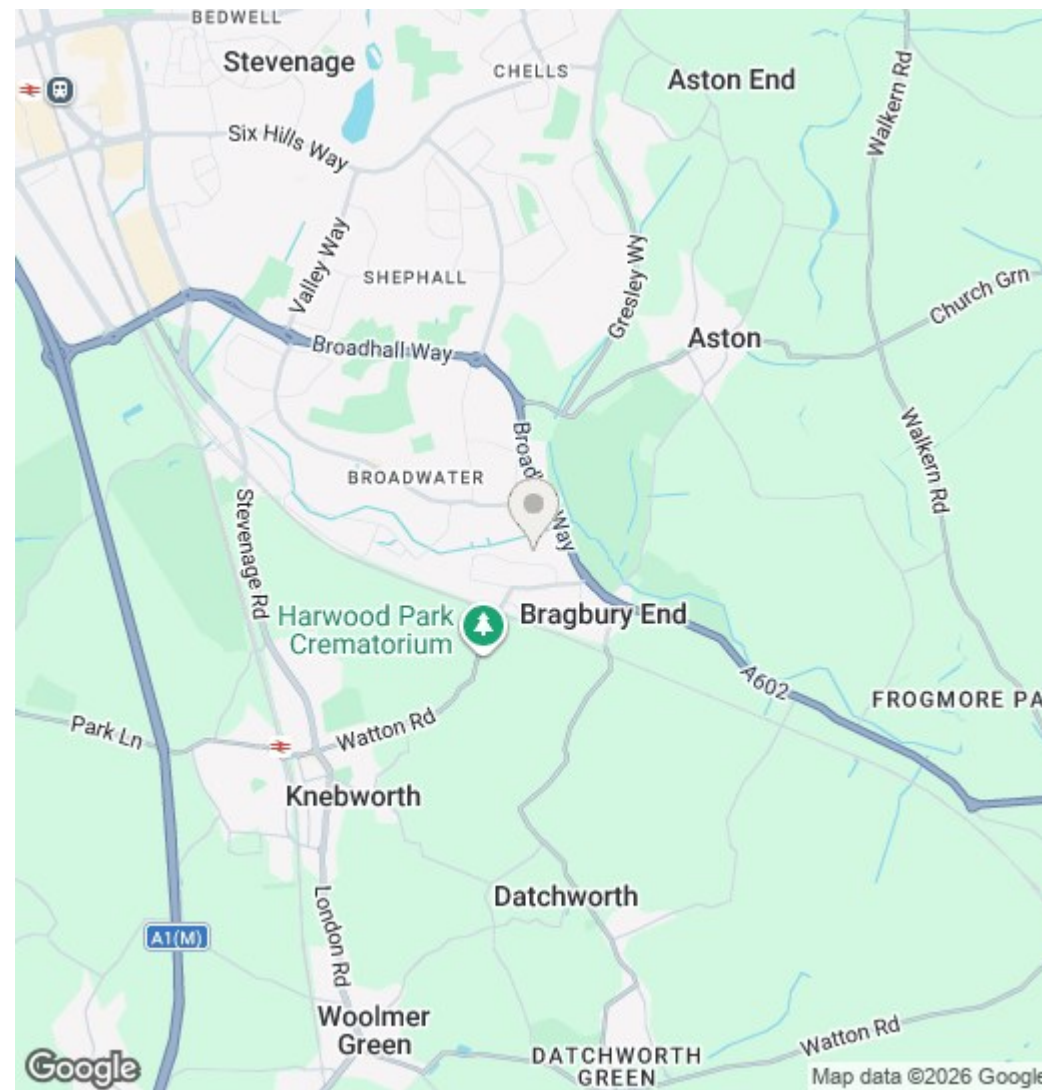 BEDWELL
Stevenage
CHELLS
Aston End
Walkern Rd
Six Hills Way
Valley Way
SHEPHALL
Gresley Wy
Church Grn
Aston
Broadhall Way
BROADWATER
Walkern Rd
Way
Stevenage Rd
Harwood Park
Crematorium
Bragbury End
A602
FROGMORE PA
Park Ln
Watton Rd
Knebworth
Datchworth
A1(M)
London Rd
Woolmer
Green
Watton Rd
DATCHWORTH
GREEN
Google
Map data ©2026 Google